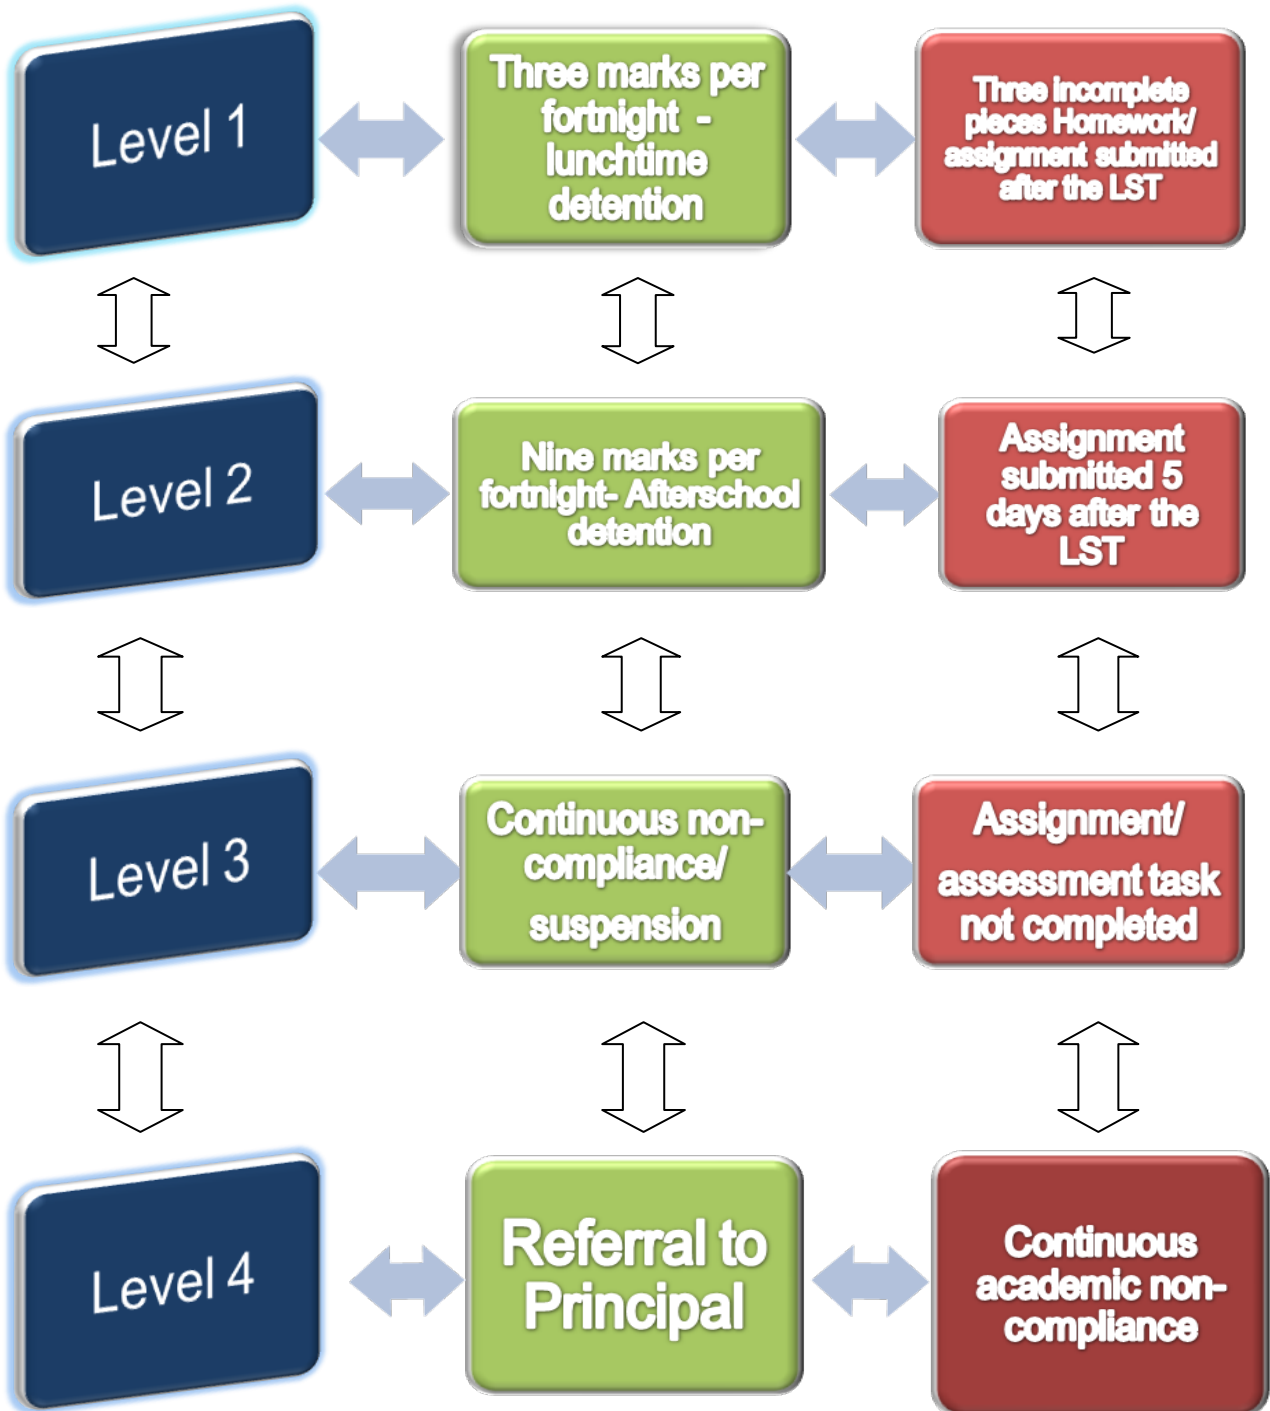 Level 1
Three marks per
fortnight -
lunchtime
detention
Three incomplete
pieces Homework/
assignment submitted
after the LST
Level 2
Nine marks per
fortnight- Afterschool
detention
Assignment
submitted 5
days after the
LST
Level 3
Continuous non-
compliance/
suspension
Assignment/
assessment task
not completed
Level 4
Referral to
Principal
Continuous
academic non-
compliance